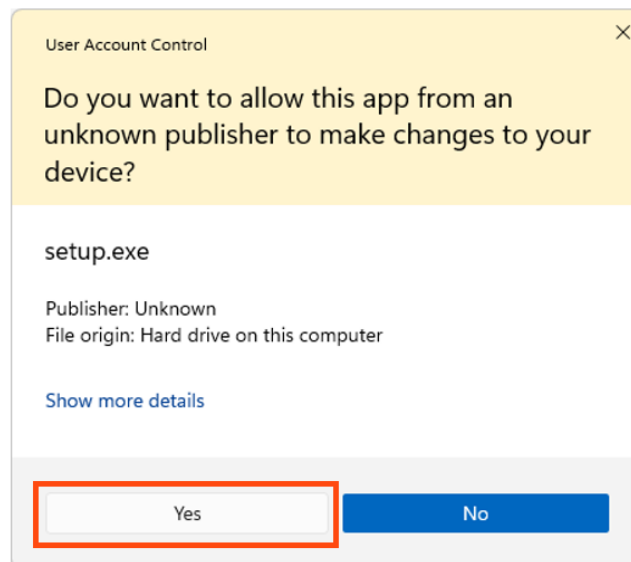 User Account Control
Do you want to allow this app from an
unknown publisher to make changes to your
device?
setup.exe
Publisher: Unknown
File origin: Hard drive on this computer
Show more details
Yes
No